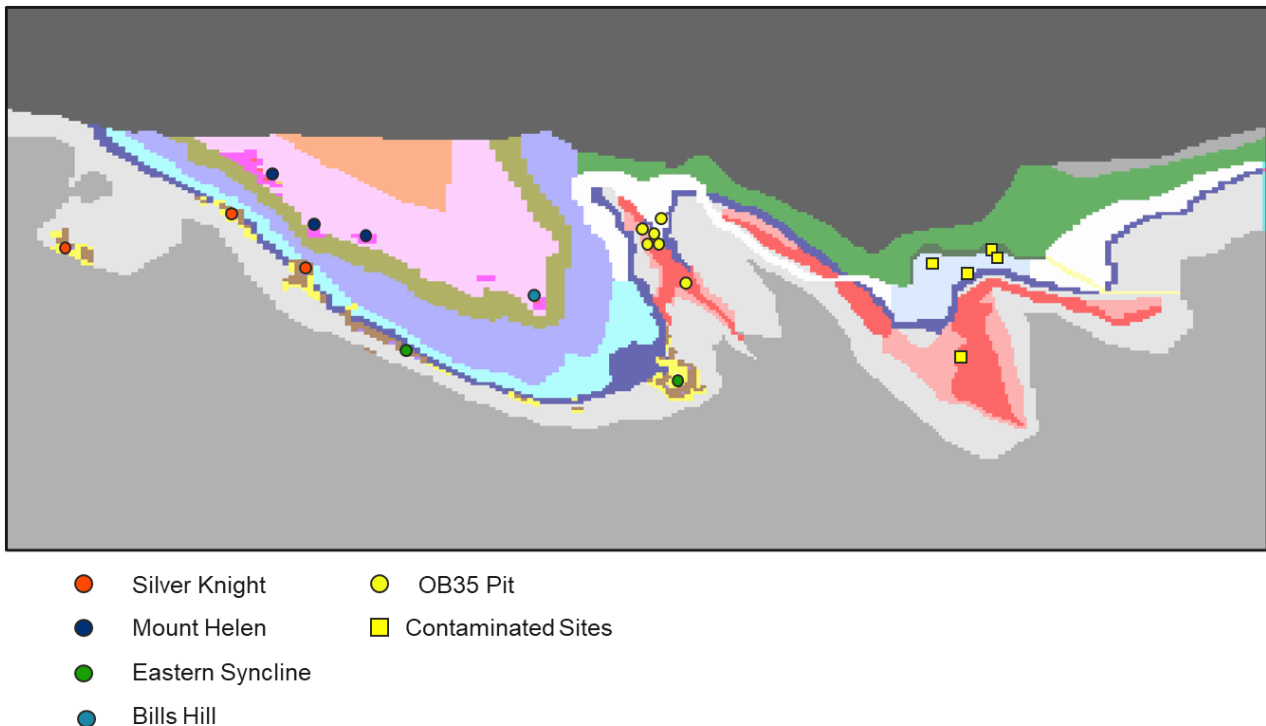 Silver Knight
OB35 Pit
Mount Helen
Contaminated Sites
Eastern Syncline
Bills Hill